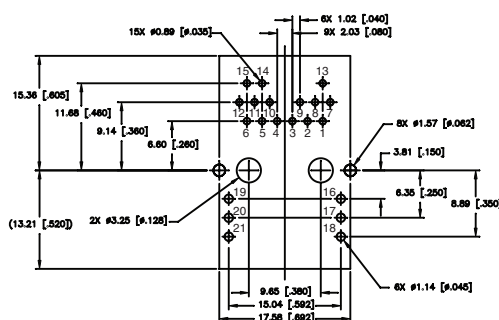 6X 1.02 [.040]
9X 2.03 [.080]
15X ø0.89 [ø.035]
15 14 13
12 11 10 9 8 7
6 5 4 3 2 1
15.36 [.605]
11.68 [.460]
9.14 [.360]
6.60 [.260]
8X ø1.57 [ø.062]
3.81 [.150]
6.35 [.250]
8.89 [.350]
(13.21 [.520])
2X ø3.25 [ø.128]
19 16
20 17
21 18
6X ø1.14 [ø.045]
9.65 [.380]
15.04 [.592]
17.58 [.692]